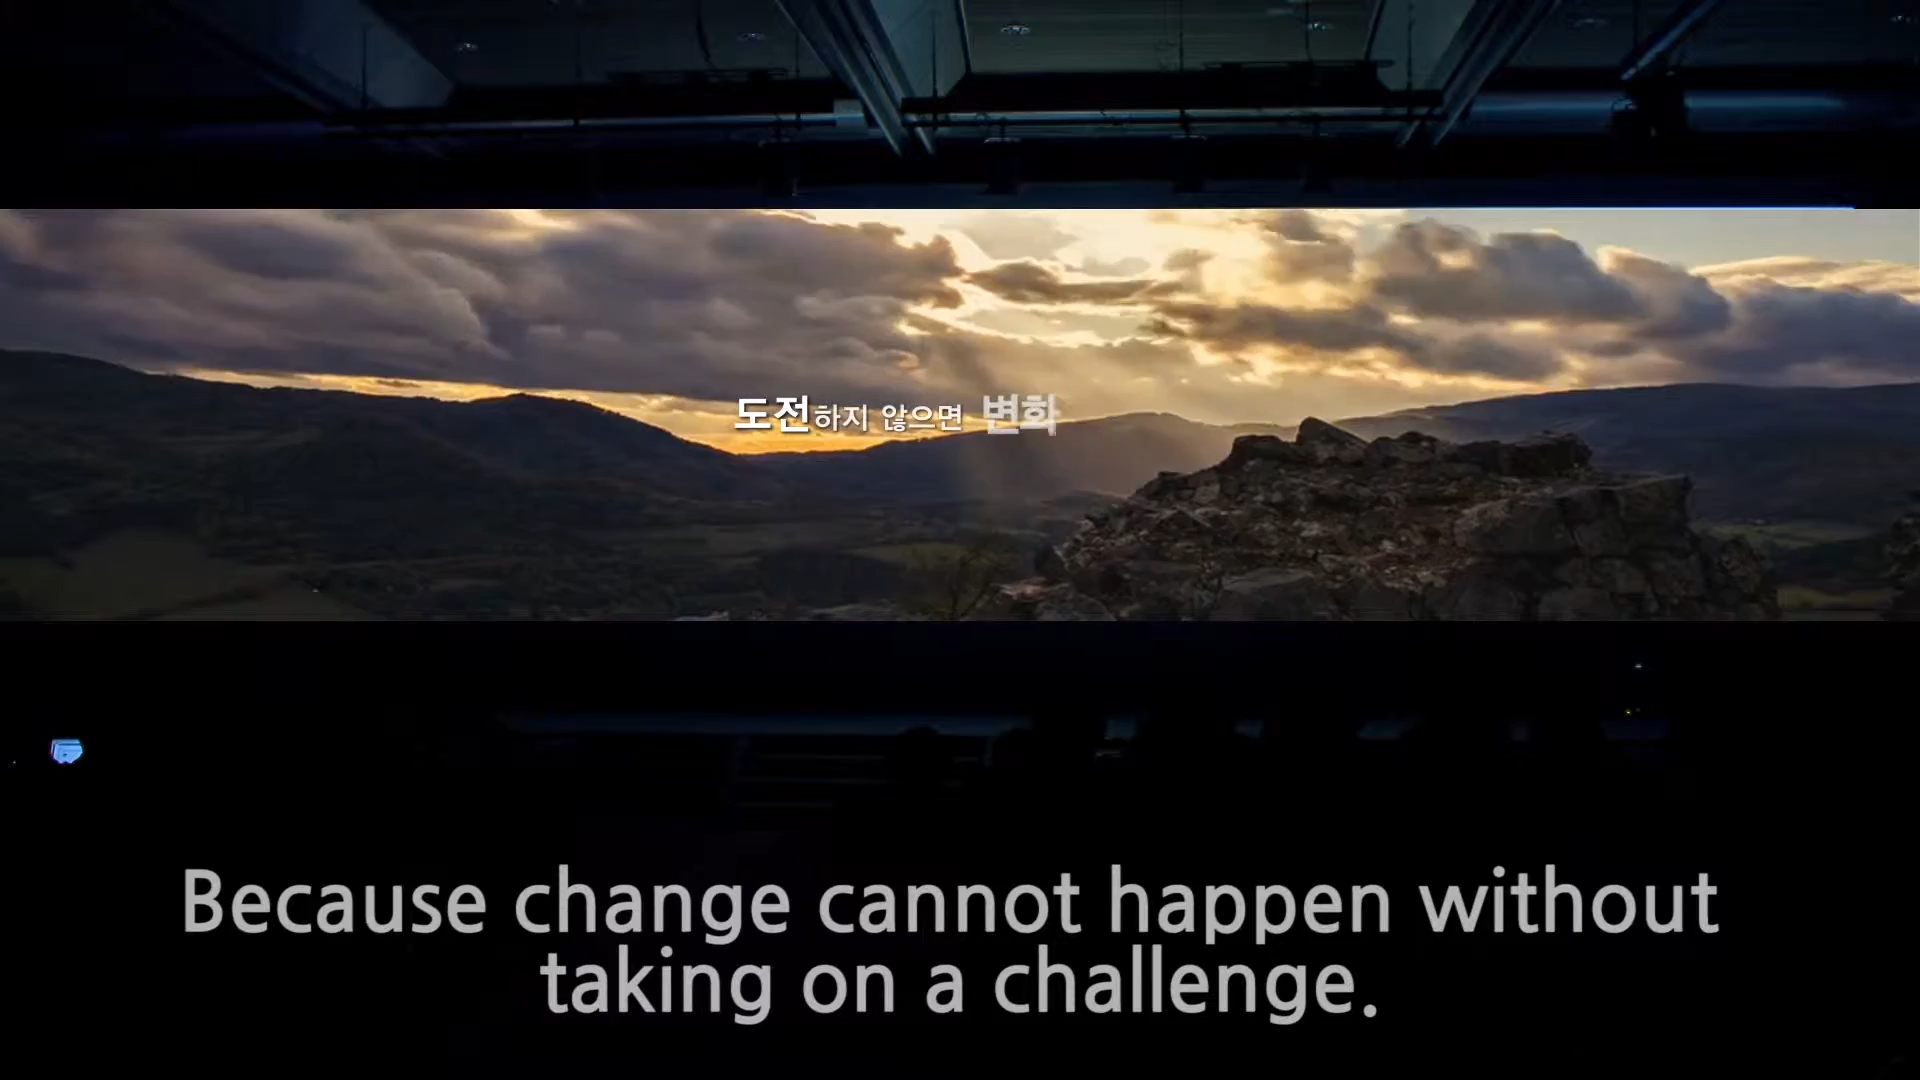 도전하지 않으면 변화
Because change cannot happen without
taking on a challenge.